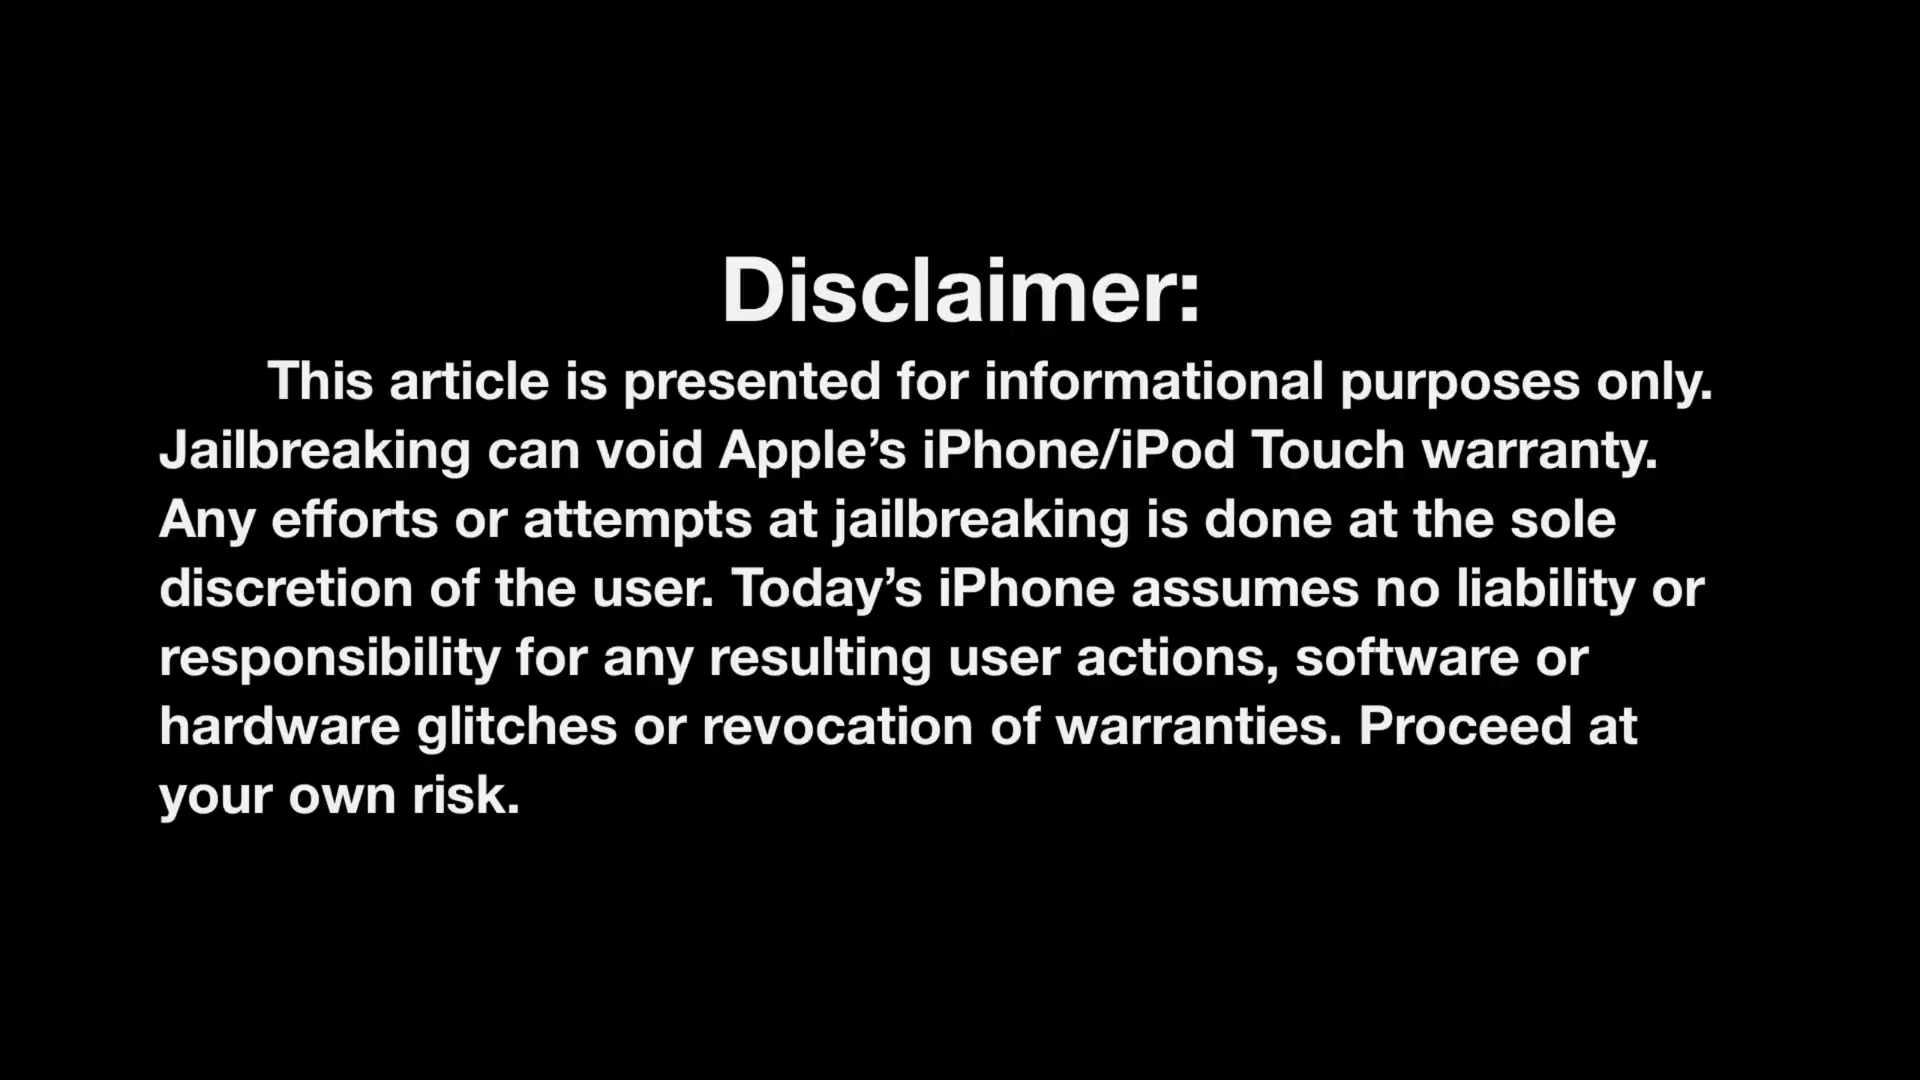 Disclaimer:
This article is presented for informational purposes only.
Jailbreaking can void Apple’s iPhone/iPod Touch warranty.
Any efforts or attempts at jailbreaking is done at the sole
discretion of the user. Today’s iPhone assumes no liability or
responsibility for any resulting user actions, software or
hardware glitches or revocation of warranties. Proceed at
your own risk.